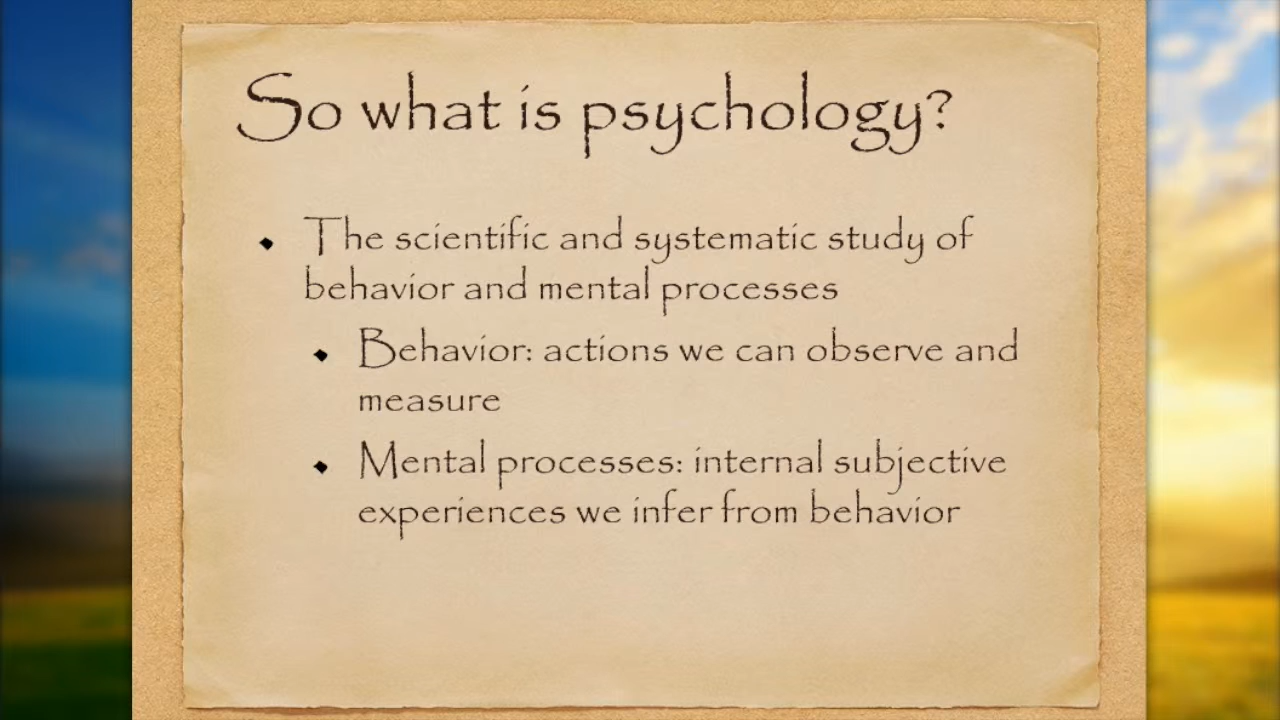 So what is psychology?
The scientific and systematic study of
behavior and mental processes
Behavior: actions we can observe and
measure
Mental processes: internal subjective
experiences we infer from behavior